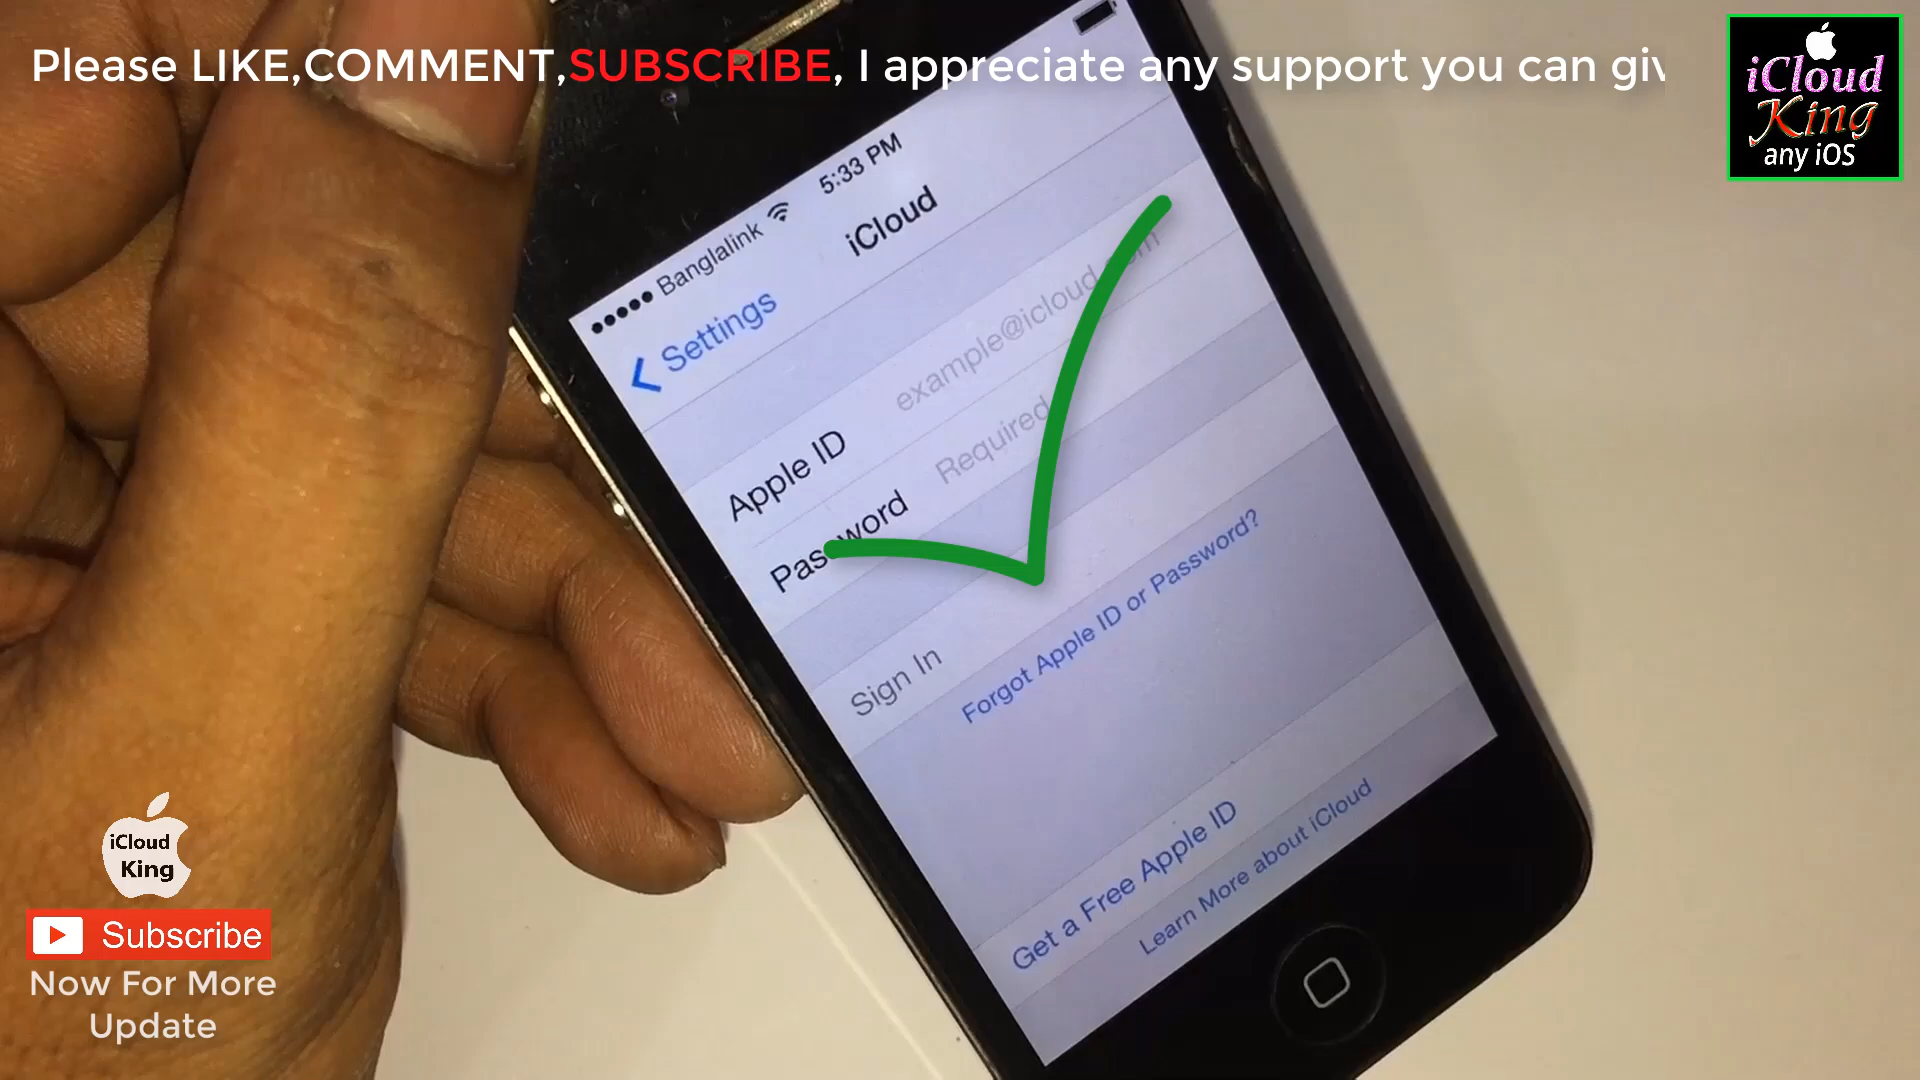 Please LIKE,COMMENT,SUBSCRIBE, I appreciate any support you can giv
iCloud
King
any iOS
Banglalink 5:33 PM
Settings
iCloud
Apple ID example@icloud.com
Password Required
Sign In
Forgot Apple ID or Password?
Get a Free Apple ID
Learn More about iCloud
iCloud
King
Subscribe
Now For More
Update